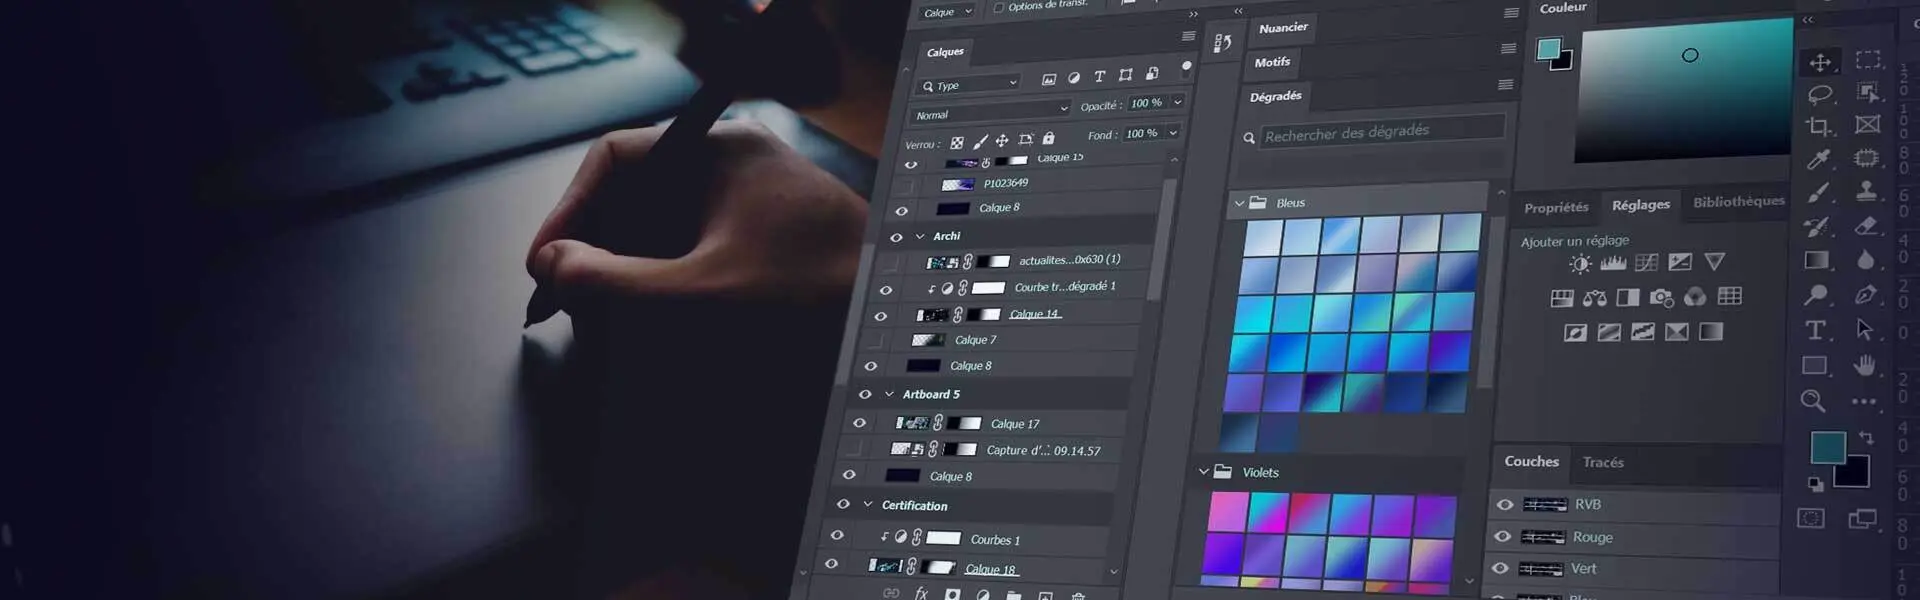 Calque
Options de transf.
Calques
Type
Normal
Opacité : 100 %
Verrou :
Fond : 100 %
Calque 15
P1023649
Calque 8
Archi
actualites...0x630 (1)
Courbe tr...dégradé 1
Calque 14
Calque 7
Calque 8
Artboard 5
Calque 17
Capture d'... 09.14.57
Calque 8
Certification
Courbes 1
Calque 18
fx
Nuancier
Motifs
Dégradés
Rechercher des dégradés
Bleus
Violets
Couleur
Propriétés
Réglages
Bibliothèques
Ajouter un réglage
Couches
Tracés
RVB
Rouge
Vert